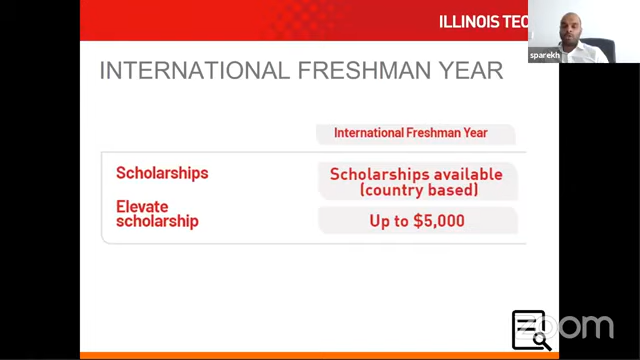 ILLINOIS TEC
sparekh
INTERNATIONAL FRESHMAN YEAR
International Freshman Year
Scholarships
Scholarships available
(country based)
Elevate
scholarship
Up to $5,000
zoom